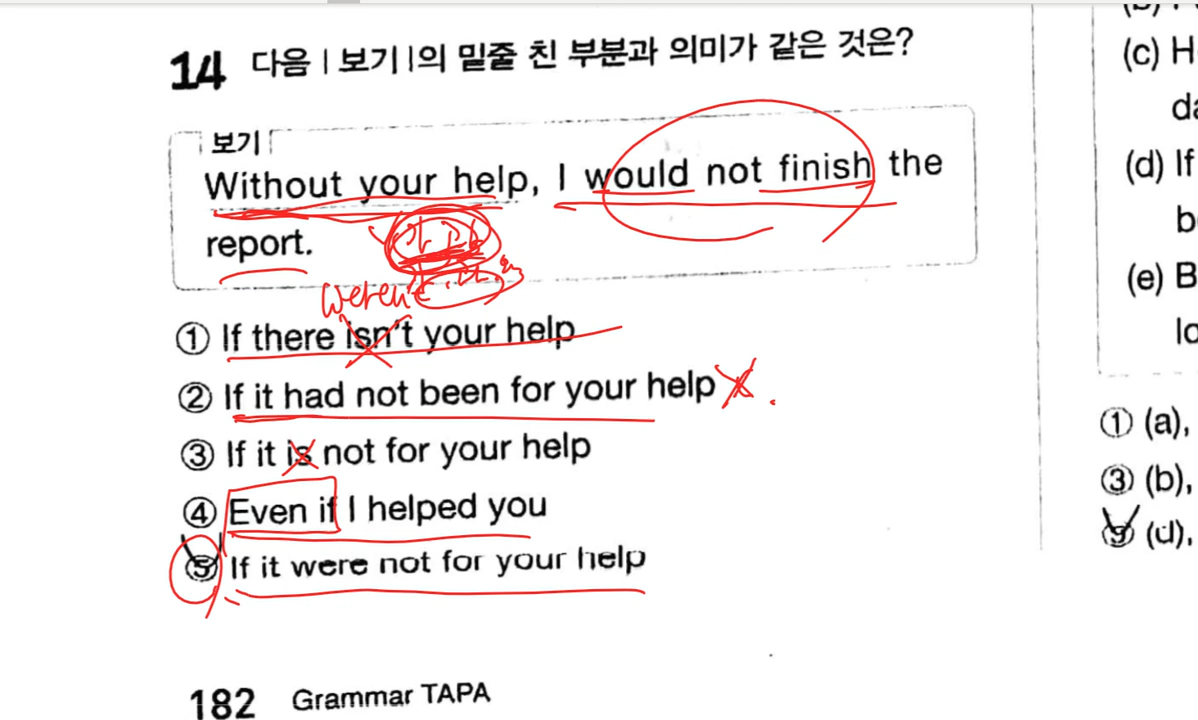 14 다음 | 보기 |의 밑줄 친 부분과 의미가 같은 것은?
보기
Without your help, I would not finish the
report.
weren't
① If there isn't your help
② If it had not been for your help
③ If it is not for your help
④ Even if I helped you
⑤ If it were not for your help
182 Grammar TAPA
(c) H
(d) If
(e) B
① (a),
③ (b),
⑤ (d),